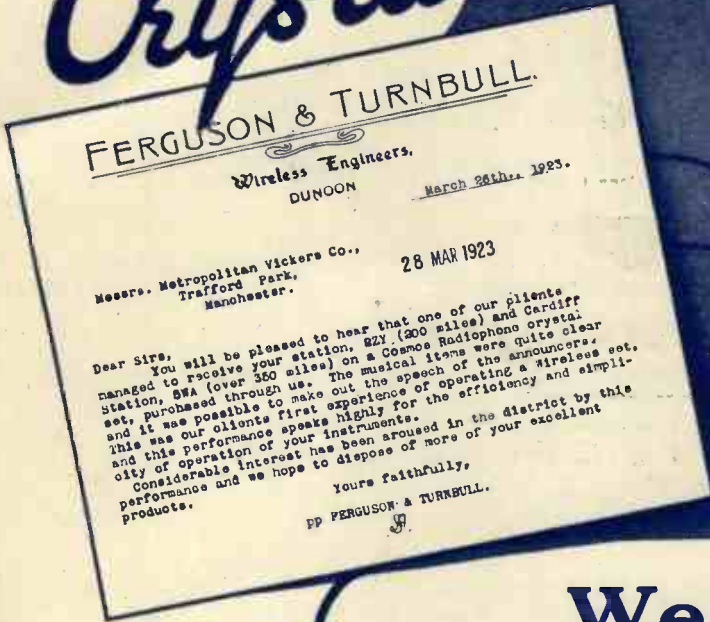 Crys
FERGUSON & TURNBULL.
Wireless Engineers,
DUNOON
March 26th., 1923.
Messrs. Metropolitan Vickers Co.,
Trafford Park,
Manchester.
28 MAR 1923
Dear Sirs,
You will be pleased to hear that one of our plients
managed to receive your station, 2ZY (200 miles) and Cardiff
Station, 5WA (over 350 miles) on a Cosmos Radiophone crystal
set, purchased through us. The musical items were quite clear
and it was possible to make out the speech of the announcers.
This was our clients first experience of operating a Wireless set,
and this performance speaks highly for the efficiency and simpli-
city of operation of your instruments.
Considerable interest has been aroused in the district by this
performance and we hope to dispose of more of your excellent
products.
Yours faithfully,
pp FERGUSON & TURNBULL.
We